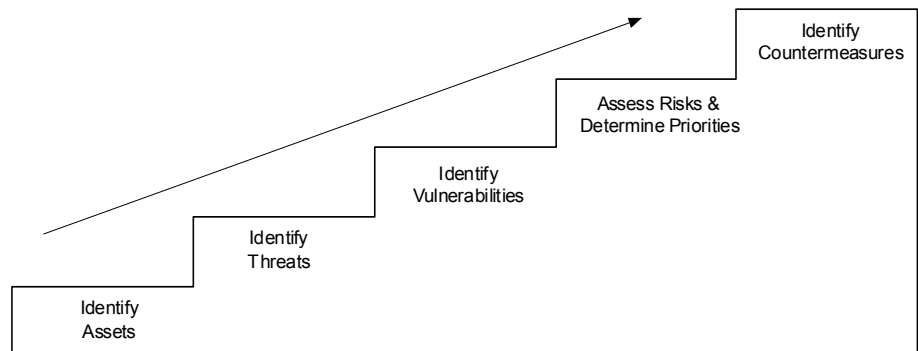 Identify
Countermeasures
Assess Risks &
Determine Priorities
Identify
Vulnerabilities
Identify
Threats
Identify
Assets